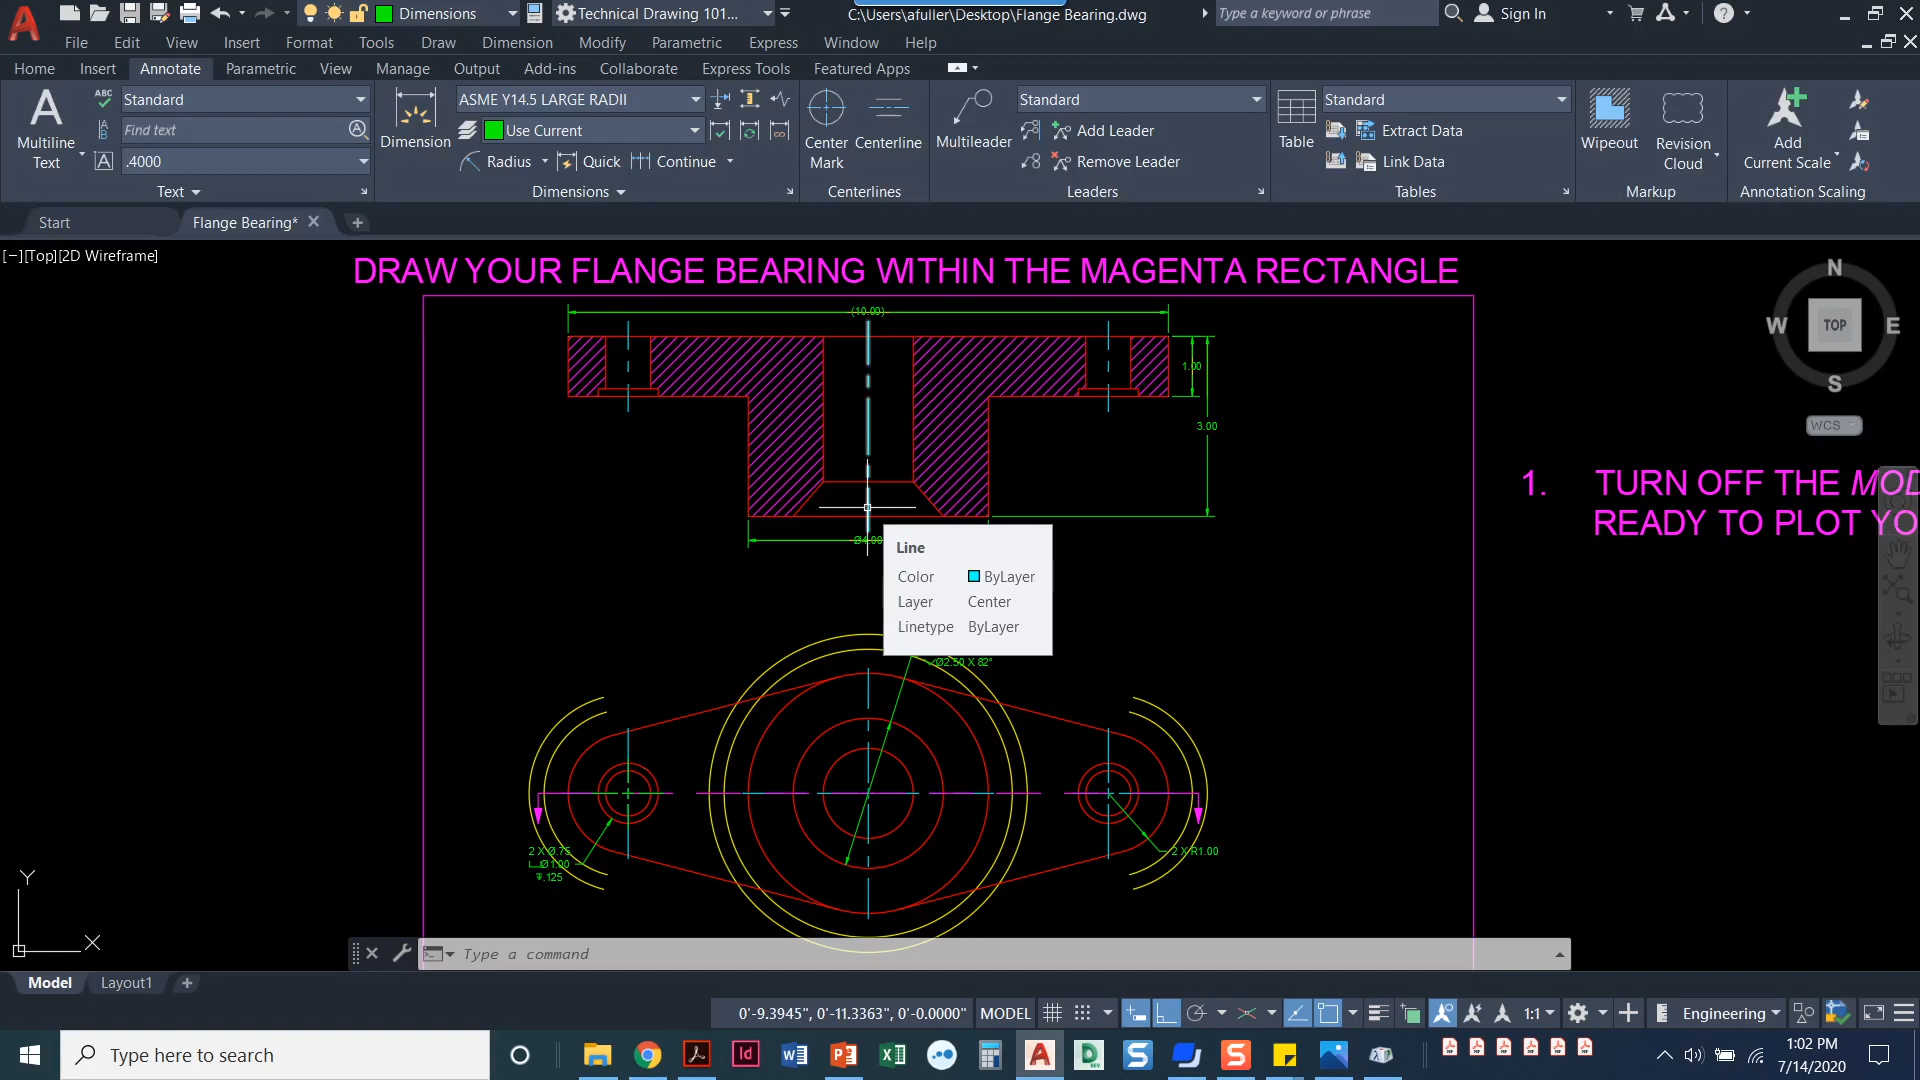 Dimensions
Technical Drawing 101...
C:\Users\afuller\Desktop\Flange Bearing.dwg
Type a keyword or phrase
Sign In
File Edit View Insert Format Tools Draw Dimension Modify Parametric Express Window Help
Home Insert Annotate Parametric View Manage Output Add-ins Collaborate Express Tools Featured Apps
Multiline
Text
ABC
Standard
Find text
.4000
Text
Dimension
ASME Y14.5 LARGE RADII
Use Current
Radius
Quick
Continue
Dimensions
Center
Mark
Centerline
Centerlines
Multileader
Standard
Add Leader
Remove Leader
Leaders
Table
Standard
Extract Data
Link Data
Tables
Wipeout
Revision
Cloud
Markup
Add
Current Scale
Annotation Scaling
Start
Flange Bearing*
[−][Top][2D Wireframe]
DRAW YOUR FLANGE BEARING WITHIN THE MAGENTA RECTANGLE
N
W TOP E
S
WCS
(10.00)
1.00
3.00
Ø4.00
1. TURN OFF THE MOD
READY TO PLOT YO
Line
Color ByLayer
Layer Center
Linetype ByLayer
Ø2.50 X 82°
2 X Ø.75
Ø1.00
.125
2 X R1.00
Y
X
Type a command
Model
Layout1
0'-9.3945", 0'-11.3363", 0'-0.0000"
MODEL
1:1
Engineering
Type here to search
1:02 PM
7/14/2020